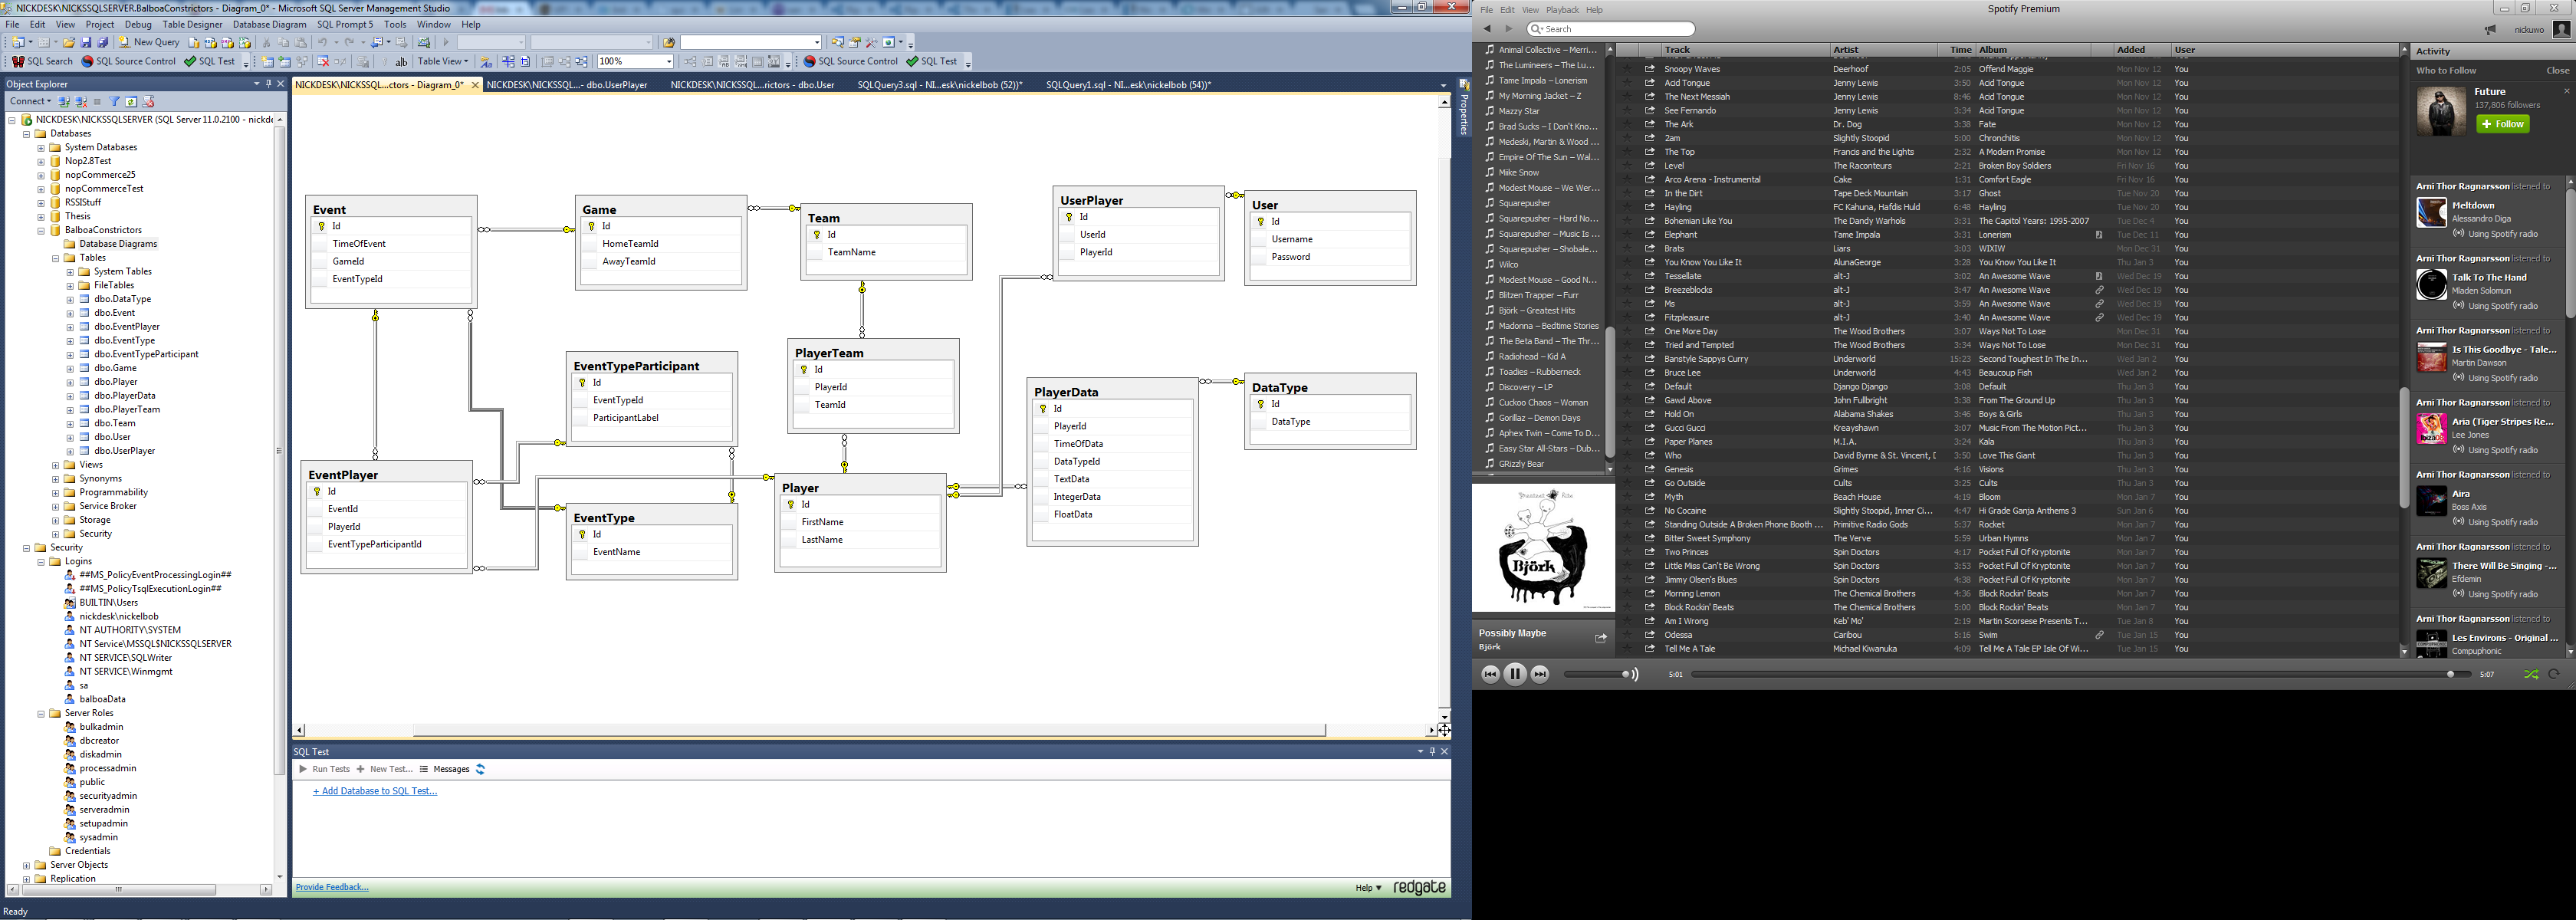 NICKDESK\NICKSSQLSERVER.BalboaConstrictors - Diagram_0* - Microsoft SQL Server Management Studio
File Edit View Project Debug Table Designer Database Diagram SQL Prompt 5 Tools Window Help
New Query
SQL Search SQL Source Control SQL Test Table View 100% SQL Source Control SQL Test
Object Explorer
Connect
NICKDESK\NICKSSQLSERVER (SQL Server 11.0.2100 - nickde
Databases
System Databases
Nop2.8Test
nopCommerce25
nopCommerceTest
RSSIStuff
Thesis
BalboaConstrictors
Database Diagrams
Tables
System Tables
FileTables
dbo.DataType
dbo.Event
dbo.EventPlayer
dbo.EventType
dbo.EventTypeParticipant
dbo.Game
dbo.Player
dbo.PlayerData
dbo.PlayerTeam
dbo.Team
dbo.User
dbo.UserPlayer
Views
Synonyms
Programmability
Service Broker
Storage
Security
Security
Logins
##MS_PolicyEventProcessingLogin##
##MS_PolicyTsqlExecutionLogin##
BUILTIN\Users
nickdesk\nickelbob
NT AUTHORITY\SYSTEM
NT Service\MSSQL$NICKSSQLSERVER
NT SERVICE\SQLWriter
NT SERVICE\Winmgmt
sa
balboaData
Server Roles
bulkadmin
dbcreator
diskadmin
processadmin
public
securityadmin
serveradmin
setupadmin
sysadmin
Credentials
Server Objects
Replication
Ready
NICKDESK\NICKSSQL...ctors - Diagram_0* NICKDESK\NICKSSQL...- dbo.UserPlayer NICKDESK\NICKSSQL...rictors - dbo.User SQLQuery3.sql - NI...esk\nickelbob (52))* SQLQuery1.sql - NI...esk\nickelbob (54))*
Properties
Event
Id
TimeOfEvent
GameId
EventTypeId
Game
Id
HomeTeamId
AwayTeamId
Team
Id
TeamName
UserPlayer
Id
UserId
PlayerId
User
Id
Username
Password
EventTypeParticipant
Id
EventTypeId
ParticipantLabel
PlayerTeam
Id
PlayerId
TeamId
PlayerData
Id
PlayerId
TimeOfData
DataTypeId
TextData
IntegerData
FloatData
DataType
Id
DataType
EventPlayer
Id
EventId
PlayerId
EventTypeParticipantId
EventType
Id
EventName
Player
Id
FirstName
LastName
SQL Test
Run Tests New Test... Messages
+ Add Database to SQL Test...
Provide Feedback...
Help redgate
Spotify Premium
File Edit View Playback Help
Search
nickuwo
Animal Collective – Merri...
The Lumineers – The Lu...
Tame Impala – Lonerism
My Morning Jacket – Z
Mazzy Star
Brad Sucks – I Don't Kno...
Medeski, Martin & Wood ...
Empire Of The Sun – Wal...
Miike Snow
Modest Mouse – We Wer...
Squarepusher
Squarepusher – Hard No...
Squarepusher – Music Is ...
Squarepusher – Shobale...
Wilco
Modest Mouse – Good N...
Blitzen Trapper – Furr
Björk – Greatest Hits
Madonna – Bedtime Stories
The Beta Band – The Thr...
Radiohead – Kid A
Toadies – Rubberneck
Discovery – LP
Cuckoo Chaos – Woman
Gorillaz – Demon Days
Aphex Twin – Come To D...
Easy Star All-Stars – Dub...
GRizzly Bear
Björk
Possibly Maybe
Björk
Track Artist Time Album Added User
Snoopy Waves Deerhoof 2:05 Offend Maggie Mon Nov 12 You
Acid Tongue Jenny Lewis 3:50 Acid Tongue Mon Nov 12 You
The Next Messiah Jenny Lewis 8:46 Acid Tongue Mon Nov 12 You
See Fernando Jenny Lewis 3:34 Acid Tongue Mon Nov 12 You
The Ark Dr. Dog 3:38 Fate Mon Nov 12 You
2am Slightly Stoopid 5:00 Chronchitis Mon Nov 12 You
The Top Francis and the Lights 2:32 A Modern Promise Mon Nov 12 You
Level The Raconteurs 2:21 Broken Boy Soldiers Fri Nov 16 You
Arco Arena - Instrumental Cake 1:31 Comfort Eagle Fri Nov 16 You
In the Dirt Tape Deck Mountain 3:17 Ghost Tue Nov 20 You
Hayling FC Kahuna, Hafdis Huld 6:48 Hayling Tue Nov 20 You
Bohemian Like You The Dandy Warhols 3:31 The Capitol Years: 1995-2007 Tue Dec 4 You
Elephant Tame Impala 3:31 Lonerism Tue Dec 11 You
Brats Liars 3:03 WIXIW Mon Dec 31 You
You Know You Like It AlunaGeorge 3:28 You Know You Like It Thu Jan 3 You
Tessellate alt-J 3:02 An Awesome Wave Wed Dec 19 You
Breezeblocks alt-J 3:47 An Awesome Wave Wed Dec 19 You
Ms alt-J 3:59 An Awesome Wave Wed Dec 19 You
Fitzpleasure alt-J 3:40 An Awesome Wave Wed Dec 19 You
One More Day The Wood Brothers 3:07 Ways Not To Lose Mon Dec 31 You
Tried and Tempted The Wood Brothers 3:34 Ways Not To Lose Mon Dec 31 You
Banstyle Sappys Curry Underworld 15:23 Second Toughest In The In... Wed Jan 2 You
Bruce Lee Underworld 4:43 Beaucoup Fish Wed Jan 2 You
Default Django Django 3:08 Default Thu Jan 3 You
Gawd Above John Fullbright 3:38 From The Ground Up Thu Jan 3 You
Hold On Alabama Shakes 3:46 Boys & Girls Thu Jan 3 You
Gucci Gucci Kreayshawn 3:07 Music From The Motion Pict... Thu Jan 3 You
Paper Planes M.I.A. 3:24 Kala Thu Jan 3 You
Who David Byrne & St. Vincent, D 3:50 Love This Giant Thu Jan 3 You
Genesis Grimes 4:16 Visions Thu Jan 3 You
Go Outside Cults 3:25 Cults Thu Jan 3 You
Myth Beach House 4:19 Bloom Mon Jan 7 You
No Cocaine Slightly Stoopid, Inner Ci... 4:47 Hi Grade Ganja Anthems 3 Sun Jan 6 You
Standing Outside A Broken Phone Booth ... Primitive Radio Gods 5:37 Rocket Mon Jan 7 You
Bitter Sweet Symphony The Verve 5:59 Urban Hymns Mon Jan 7 You
Two Princes Spin Doctors 4:17 Pocket Full Of Kryptonite Mon Jan 7 You
Little Miss Can't Be Wrong Spin Doctors 3:53 Pocket Full Of Kryptonite Mon Jan 7 You
Jimmy Olsen's Blues Spin Doctors 4:38 Pocket Full Of Kryptonite Mon Jan 7 You
Morning Lemon The Chemical Brothers 4:36 Block Rockin' Beats Mon Jan 7 You
Block Rockin' Beats The Chemical Brothers 5:00 Block Rockin' Beats Mon Jan 7 You
Am I Wrong Keb' Mo' 2:19 Martin Scorsese Presents T... Tue Jan 8 You
Odessa Caribou 5:16 Swim Tue Jan 15 You
Tell Me A Tale Michael Kiwanuka 4:09 Tell Me A Tale EP Isle Of Wi... Tue Jan 15 You
5:01 5:07
Activity
Who to Follow Close
Future
137,806 followers
Follow
Arni Thor Ragnarsson listened to
Meltdown
Alessandro Diga
Using Spotify radio
Arni Thor Ragnarsson listened to
Talk To The Hand
Mladen Solomun
Using Spotify radio
Arni Thor Ragnarsson listened to
Is This Goodbye - Tale...
Martin Dawson
Using Spotify radio
Arni Thor Ragnarsson listened to
Aria (Tiger Stripes Re...
Lee Jones
Using Spotify radio
Arni Thor Ragnarsson listened to
Aira
Boss Axis
Using Spotify radio
Arni Thor Ragnarsson listened to
There Will Be Singing -...
Efdemin
Using Spotify radio
Arni Thor Ragnarsson listened to
Les Environs - Original ...
Compuphonic